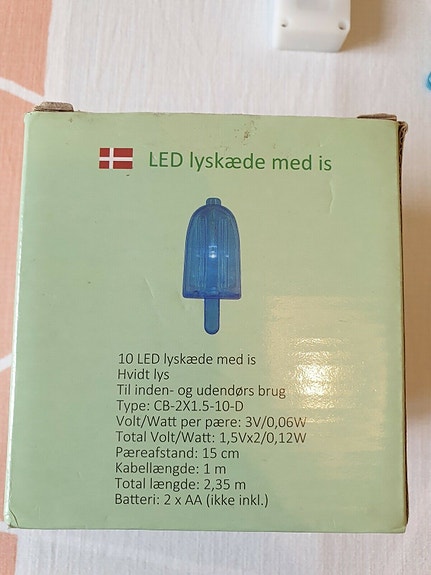 LED lyskæde med is
10 LED lyskæde med is
Hvidt lys
Til inden- og udendørs brug
Type: CB-2X1.5-10-D
Volt/Watt per pære: 3V/0,06W
Total Volt/Watt: 1,5Vx2/0,12W
Pæreafstand: 15 cm
Kabellængde: 1 m
Total længde: 2,35 m
Batteri: 2 x AA (ikke inkl.)